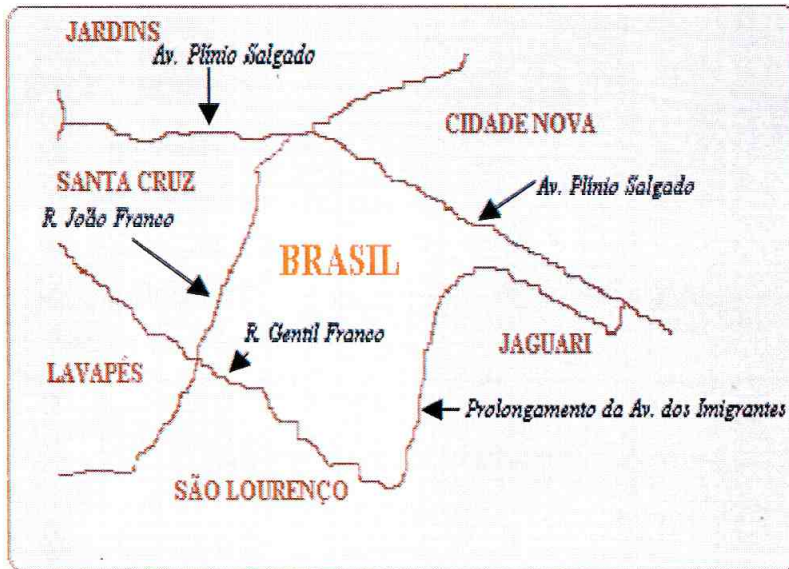 JARDINS
Av. Plínio Salgado
CIDADE NOVA
SANTA CRUZ
Av. Plínio Salgado
R. João Franco
BRASIL
R. Gentil Franco
JAGUARI
LAVAPÉS
Prolongamento da Av. dos Imigrantes
SÃO LOURENÇO